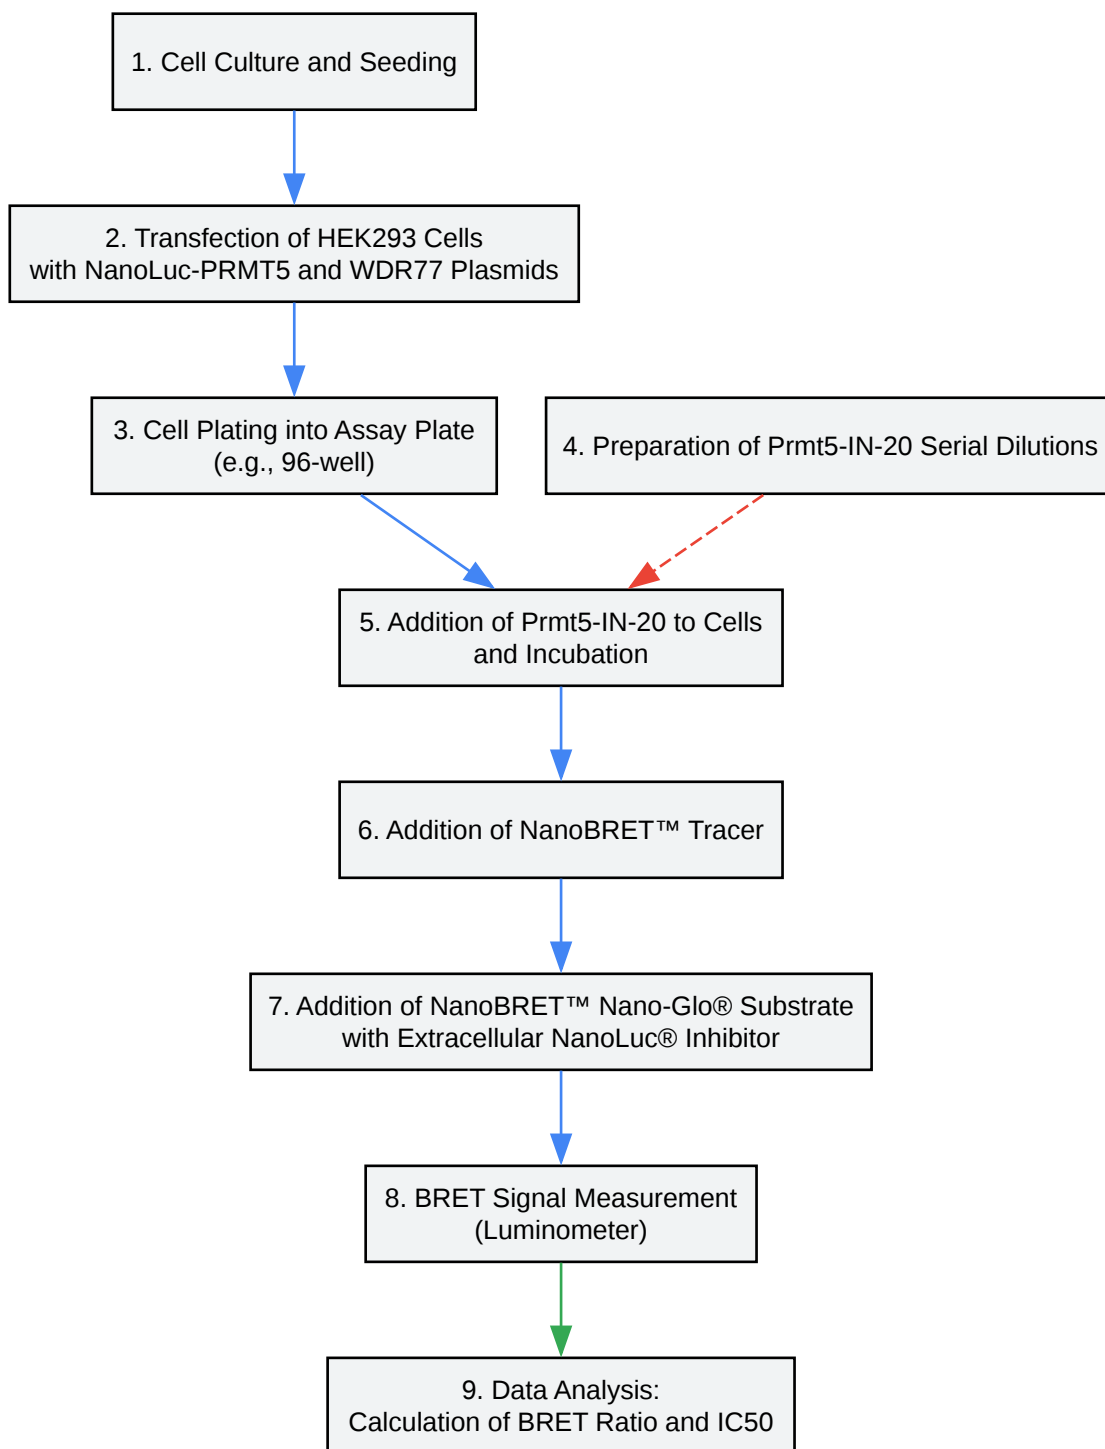 1. Cell Culture and Seeding
2. Transfection of HEK293 Cells
with NanoLuc-PRMT5 and WDR77 Plasmids
3. Cell Plating into Assay Plate
(e.g., 96-well)
4. Preparation of Prmt5-IN-20 Serial Dilutions
5. Addition of Prmt5-IN-20 to Cells
and Incubation
6. Addition of NanoBRET™ Tracer
7. Addition of NanoBRET™ Nano-Glo® Substrate
with Extracellular NanoLuc® Inhibitor
8. BRET Signal Measurement
(Luminometer)
9. Data Analysis:
Calculation of BRET Ratio and IC50